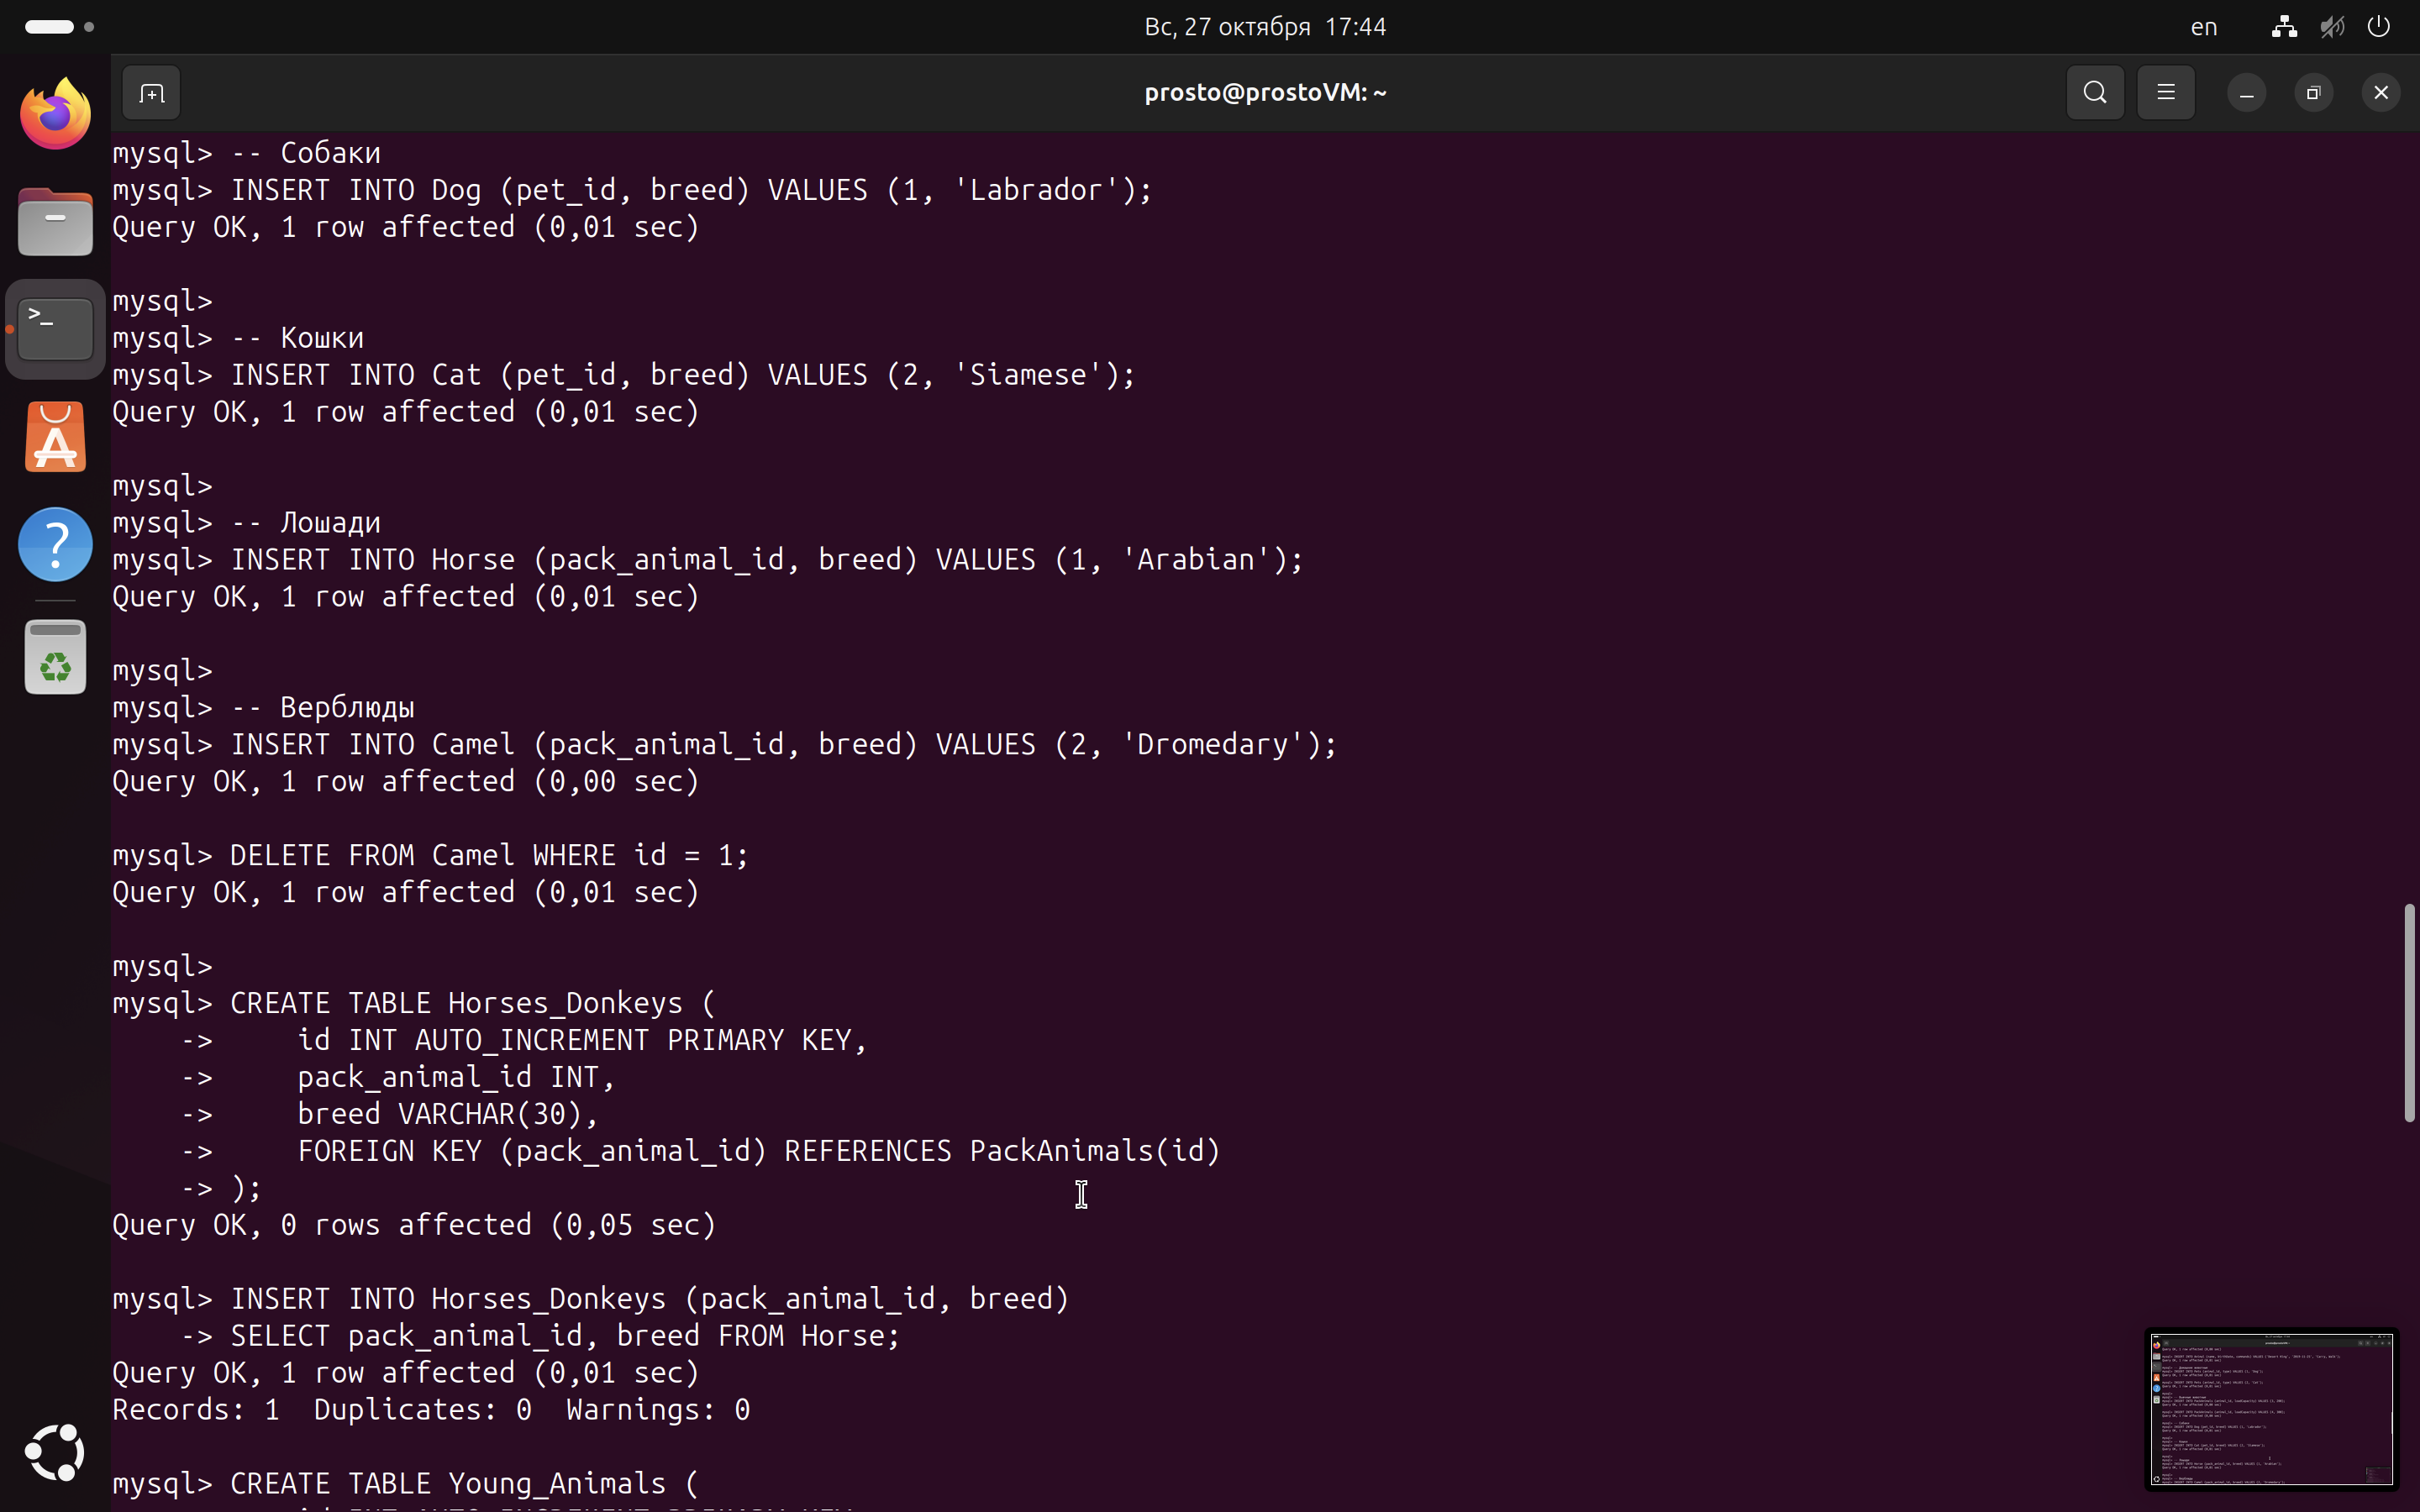 Вс, 27 октября 17:44
en
prosto@prostoVM: ~
mysql> -- Собаки
mysql> INSERT INTO Dog (pet_id, breed) VALUES (1, 'Labrador');
Query OK, 1 row affected (0,01 sec)
mysql>
mysql> -- Кошки
mysql> INSERT INTO Cat (pet_id, breed) VALUES (2, 'Siamese');
Query OK, 1 row affected (0,01 sec)
mysql>
mysql> -- Лошади
mysql> INSERT INTO Horse (pack_animal_id, breed) VALUES (1, 'Arabian');
Query OK, 1 row affected (0,01 sec)
mysql>
mysql> -- Верблюды
mysql> INSERT INTO Camel (pack_animal_id, breed) VALUES (2, 'Dromedary');
Query OK, 1 row affected (0,00 sec)
mysql> DELETE FROM Camel WHERE id = 1;
Query OK, 1 row affected (0,01 sec)
mysql>
mysql> CREATE TABLE Horses_Donkeys (
    ->     id INT AUTO_INCREMENT PRIMARY KEY,
    ->     pack_animal_id INT,
    ->     breed VARCHAR(30),
    ->     FOREIGN KEY (pack_animal_id) REFERENCES PackAnimals(id)
    -> );
Query OK, 0 rows affected (0,05 sec)
mysql> INSERT INTO Horses_Donkeys (pack_animal_id, breed)
    -> SELECT pack_animal_id, breed FROM Horse;
Query OK, 1 row affected (0,01 sec)
Records: 1  Duplicates: 0  Warnings: 0
mysql> CREATE TABLE Young_Animals (